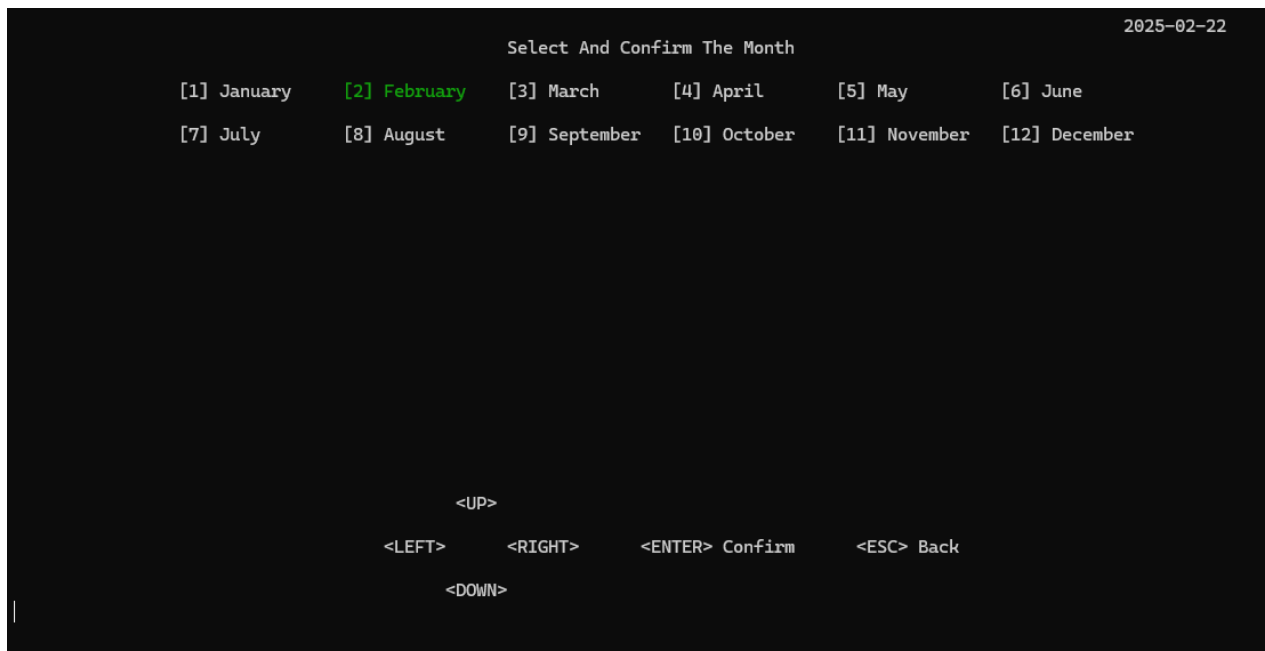 2025-02-22
Select And Confirm The Month
[1] January [2] February [3] March [4] April [5] May [6] June
[7] July [8] August [9] September [10] October [11] November [12] December
<UP>
<LEFT> <RIGHT> <ENTER> Confirm <ESC> Back
<DOWN>